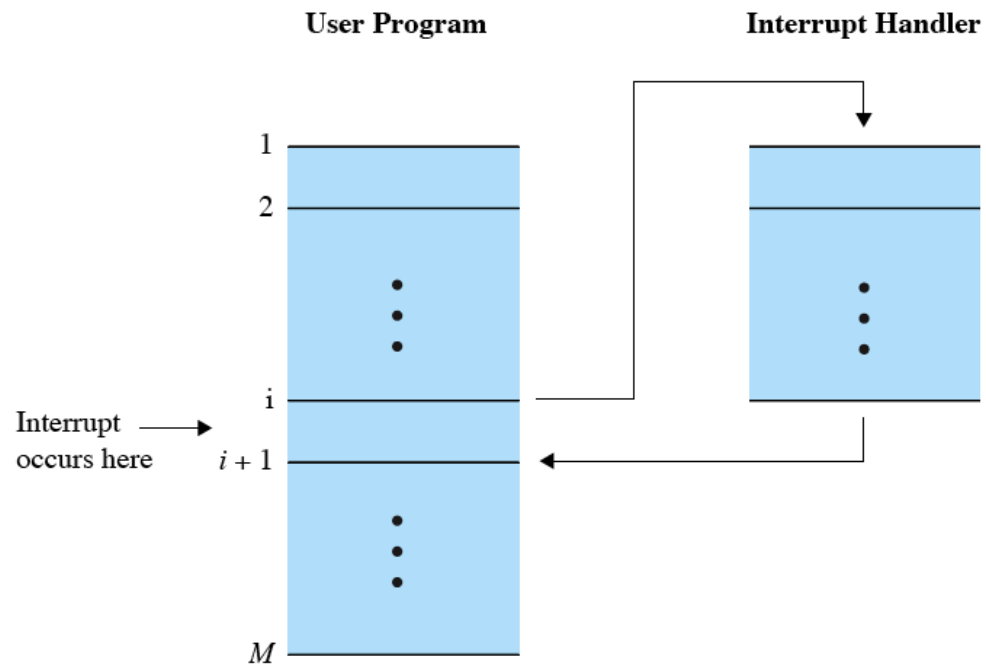 User Program
Interrupt Handler
1
2
i
Interrupt
occurs here
i + 1
M